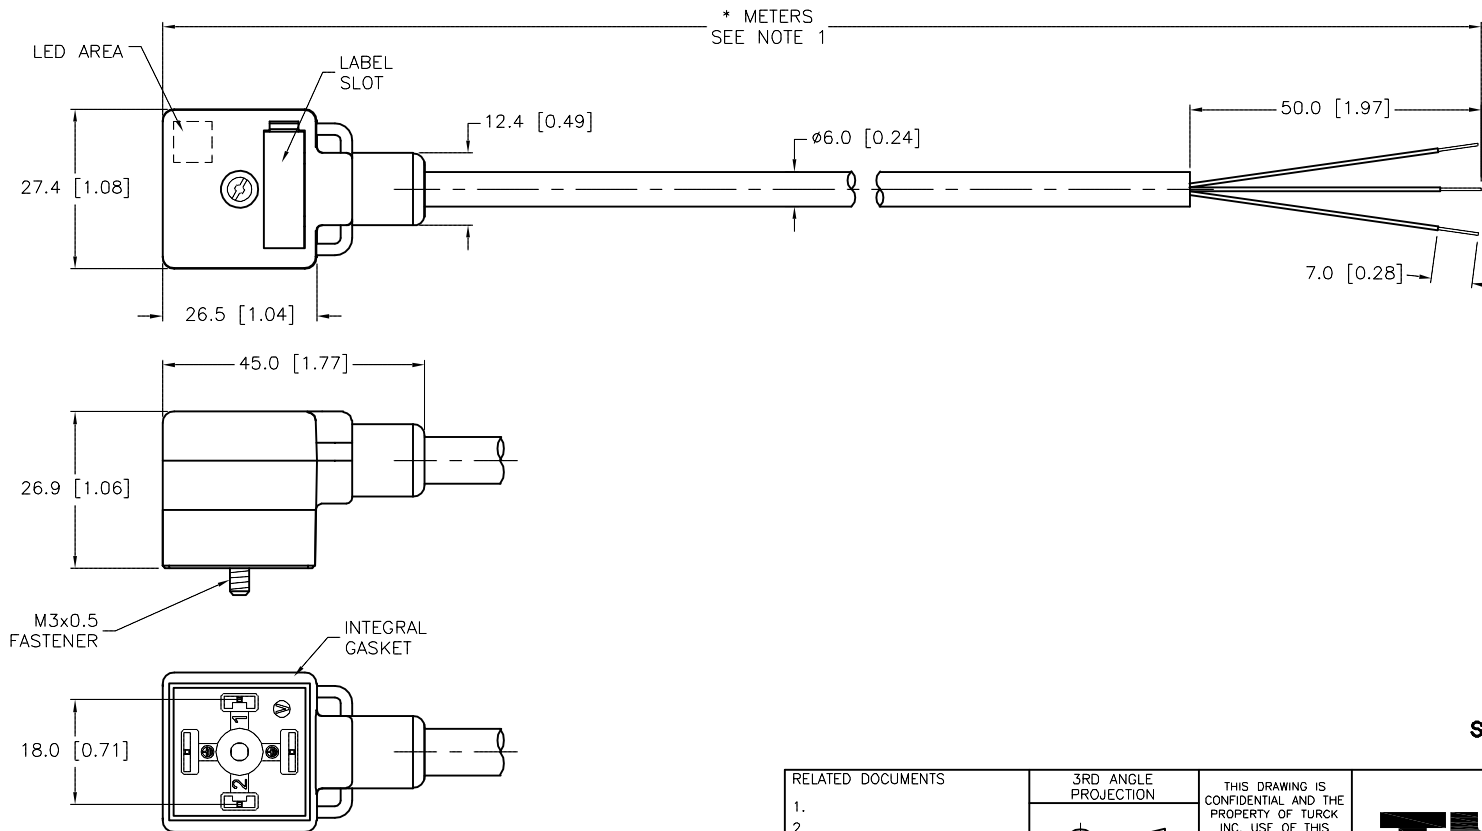 * METERS
SEE NOTE 1
LED AREA
LABEL
SLOT
12.4 [0.49]
ø6.0 [0.24]
50.0 [1.97]
27.4 [1.08]
7.0 [0.28]
26.5 [1.04]
45.0 [1.77]
26.9 [1.06]
M3x0.5
FASTENER
INTEGRAL
GASKET
1
18.0 [0.71]
2
S
RELATED DOCUMENTS
1.
2
3RD ANGLE
PROJECTION
THIS DRAWING IS
CONFIDENTIAL AND THE
PROPERTY OF TURCK
INC. USE OF THIS